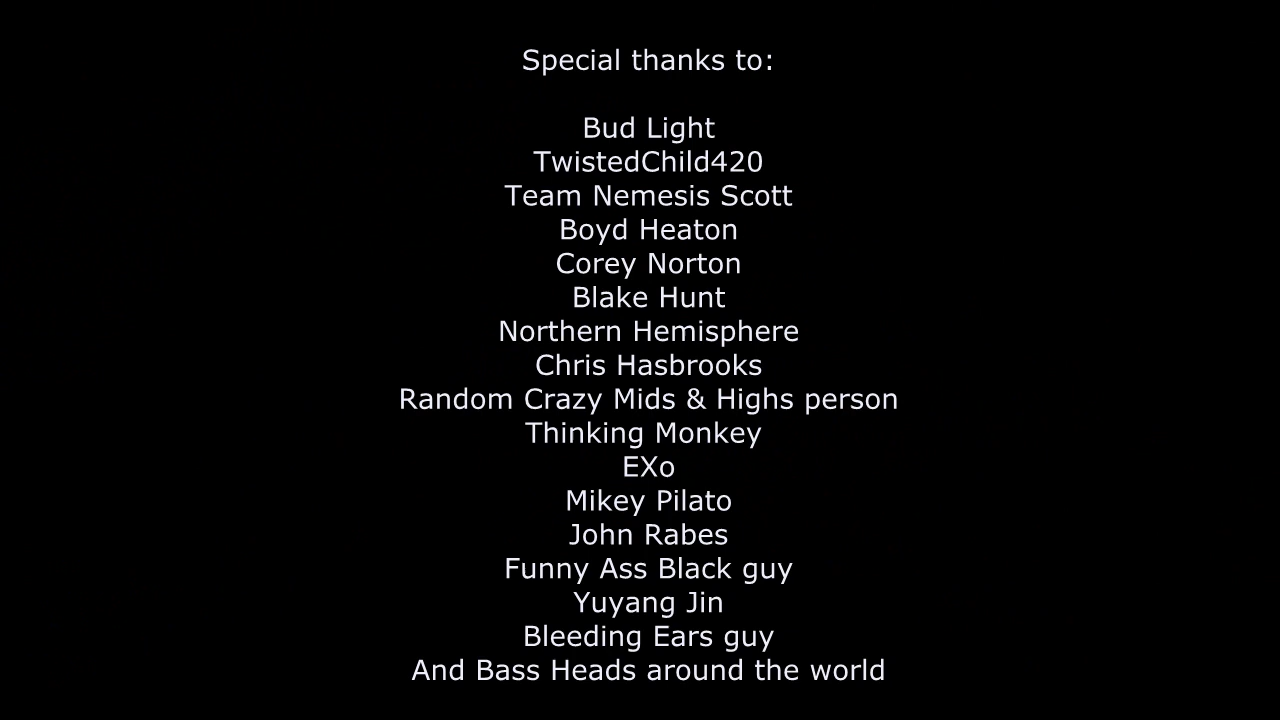 Special thanks to:
Bud Light
TwistedChild420
Team Nemesis Scott
Boyd Heaton
Corey Norton
Blake Hunt
Northern Hemisphere
Chris Hasbrooks
Random Crazy Mids & Highs person
Thinking Monkey
EXo
Mikey Pilato
John Rabes
Funny Ass Black guy
Yuyang Jin
Bleeding Ears guy
And Bass Heads around the world